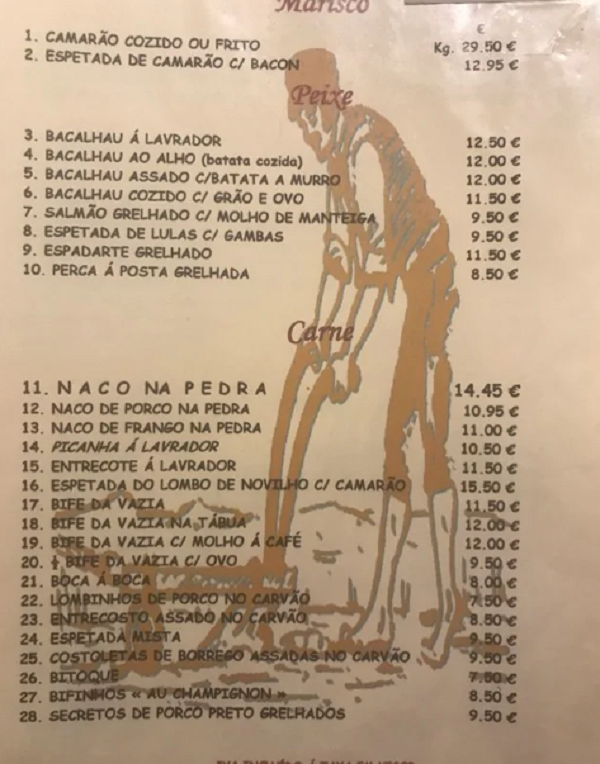 Marisco
€
1. CAMARÃO COZIDO OU FRITO Kg. 29.50 €
2. ESPETADA DE CAMARÃO C/ BACON 12.95 €
Peixe
3. BACALHAU Á LAVRADOR 12.50 €
4. BACALHAU AO ALHO (batata cozida) 12.00 €
5. BACALHAU ASSADO C/BATATA A MURRO 12.00 €
6. BACALHAU COZIDO C/ GRÃO E OVO 11.50 €
7. SALMÃO GRELHADO C/ MOLHO DE MANTEIGA 9.50 €
8. ESPETADA DE LULAS C/ GAMBAS 9.50 €
9. ESPADARTE GRELHADO 11.50 €
10. PERCA Á POSTA GRELHADA 8.50 €
Carne
11. NACO NA PEDRA 14.45 €
12. NACO DE PORCO NA PEDRA 10.95 €
13. NACO DE FRANGO NA PEDRA 11.00 €
14. PICANHA Á LAVRADOR 10.50 €
15. ENTRECOTE Á LAVRADOR 11.50 €
16. ESPETADA DO LOMBO DE NOVILHO C/ CAMARÃO 15.50 €
17. BIFE DA VAZIA 11.50 €
18. BIFE DA VAZIA NA TÁBUA 12.00 €
19. BIFE DA VAZIA C/ MOLHO Á CAFÉ 12.00 €
20. ½ BIFE DA VAZIA C/ OVO 9.50 €
21. BOCA Á BOCA 8.00 €
22. LOMBINHOS DE PORCO NO CARVÃO 7.50 €
23. ENTRECOSTO ASSADO NO CARVÃO 8.50 €
24. ESPETADA MISTA 9.50 €
25. COSTOLETAS DE BORREGO ASSADAS NO CARVÃO 9.50 €
26. BITOQUE 7.50 €
27. BIFINHOS « AU CHAMPIGNON » 8.50 €
28. SECRETOS DE PORCO PRETO GRELHADOS 9.50 €